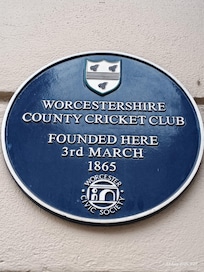 WORCESTERSHIRE
COUNTY CRICKET CLUB
FOUNDED HERE
3rd MARCH
1865
WORCESTER
CIVIC SOCIETY